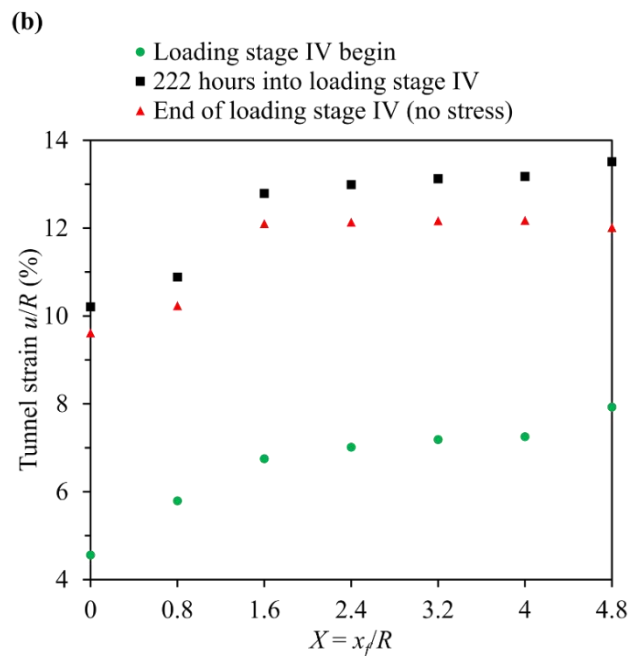 (b)
Loading stage IV begin
222 hours into loading stage IV
End of loading stage IV (no stress)
Tunnel strain u/R (%)
14
12
10
8
6
4
0 0.8 1.6 2.4 3.2 4 4.8
X = x_f/R